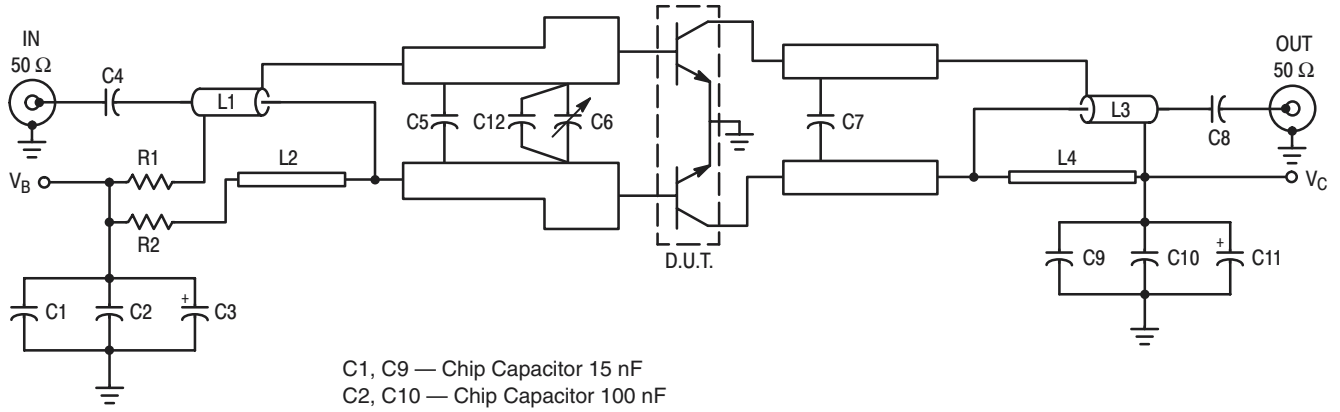 IN
50 Ω
C4
L1
R1
L2
V_B
R2
C1
C2
+
C3
C5
C12
C6
D.U.T.
C7
L3
L4
C8
OUT
50 Ω
V_C
C9
C10
+
C11
C1, C9 — Chip Capacitor 15 nF
C2, C10 — Chip Capacitor 100 nF